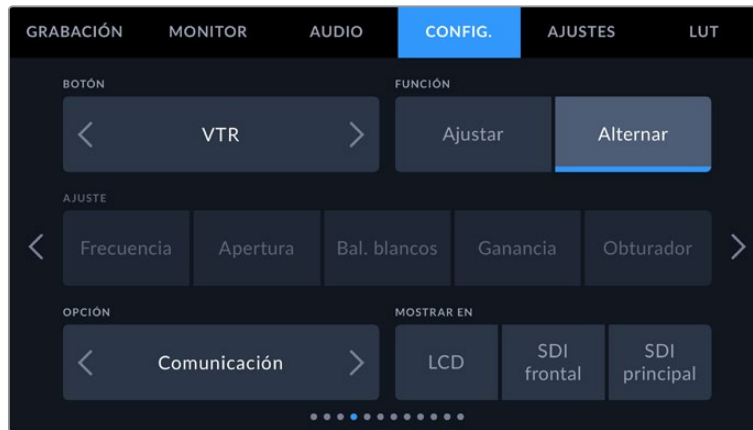 GRABACIÓN MONITOR AUDIO CONFIG. AJUSTES LUT
BOTÓN FUNCIÓN
VTR Ajustar Alternar
AJUSTE
Frecuencia Apertura Bal. blancos Ganancia Obturador
OPCIÓN MOSTRAR EN
Comunicación LCD SDI frontal SDI principal